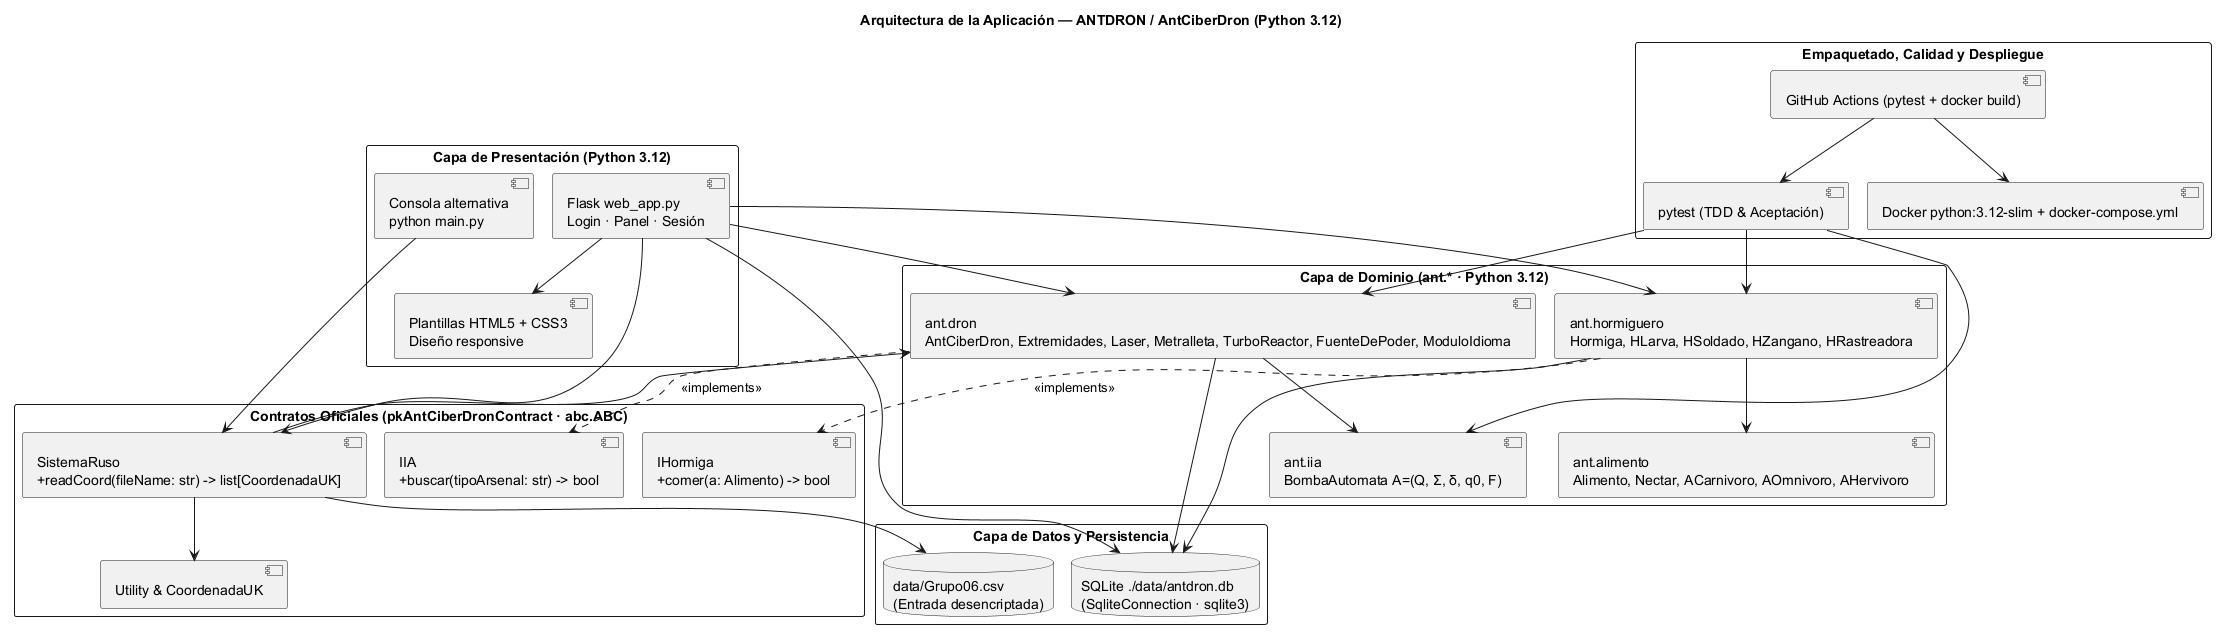 Arquitectura de la Aplicación — ANTDRON / AntCiberDron (Python 3.12)
Empaquetado, Calidad y Despliegue
GitHub Actions (pytest + docker build)
pytest (TDD & Aceptación)
Docker python:3.12-slim + docker-compose.yml
Capa de Presentación (Python 3.12)
Consola alternativa
python main.py
Flask web_app.py
Login · Panel · Sesión
Plantillas HTML5 + CSS3
Diseño responsive
Capa de Dominio (ant.* · Python 3.12)
ant.dron
AntCiberDron, Extremidades, Laser, Metralleta, TurboReactor, FuenteDePoder, ModuloIdioma
ant.hormiguero
Hormiga, HLarva, HSoldado, HZangano, HRastreadora
«implements»
«implements»
ant.iia
BombaAutomata A=(Q, Σ, δ, q0, F)
ant.alimento
Alimento, Nectar, ACarnivoro, AOmnivoro, AHervivoro
Contratos Oficiales (pkAntCiberDronContract · abc.ABC)
SistemaRuso
+readCoord(fileName: str) -> list[CoordenadaUK]
IIA
+buscar(tipoArsenal: str) -> bool
IHormiga
+comer(a: Alimento) -> bool
Utility & CoordenadaUK
Capa de Datos y Persistencia
data/Grupo06.csv
(Entrada desencriptada)
SQLite ./data/antdron.db
(SqliteConnection · sqlite3)